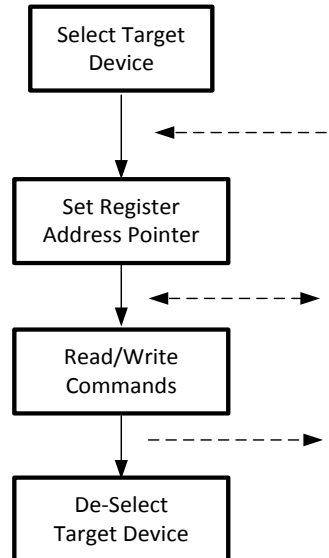 Select Target
Device
Set Register
Address Pointer
Read/Write
Commands
De-Select
Target Device